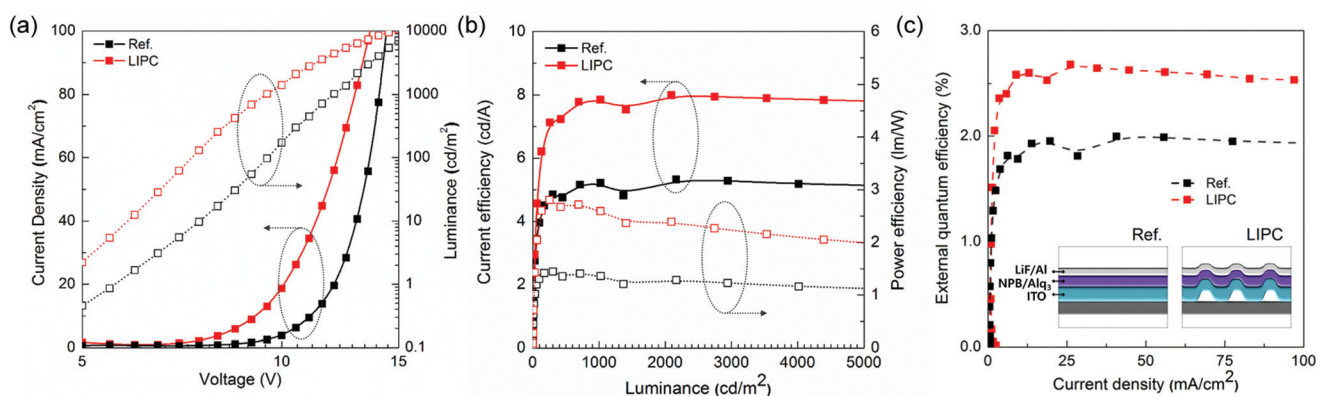 (a)
Ref.
LIPC
Current Density (mA/cm²)
100
80
60
40
20
0
5
10
15
Voltage (V)
10000
1000
100
10
1
0.1
Luminance (cd/m²)
(b)
Ref.
LIPC
Current efficiency (cd/A)
10
8
6
4
2
0
0
1000
2000
3000
4000
5000
Luminance (cd/m²)
6
5
4
3
2
1
0
Power efficiency (lm/W)
(c)
External quantum efficiency (%)
3.0
2.0
1.0
0.0
0
25
50
75
100
Current density (mA/cm²)
Ref.
LIPC
Ref.
LIPC
LiF/Al
NPB/Alq₃
ITO